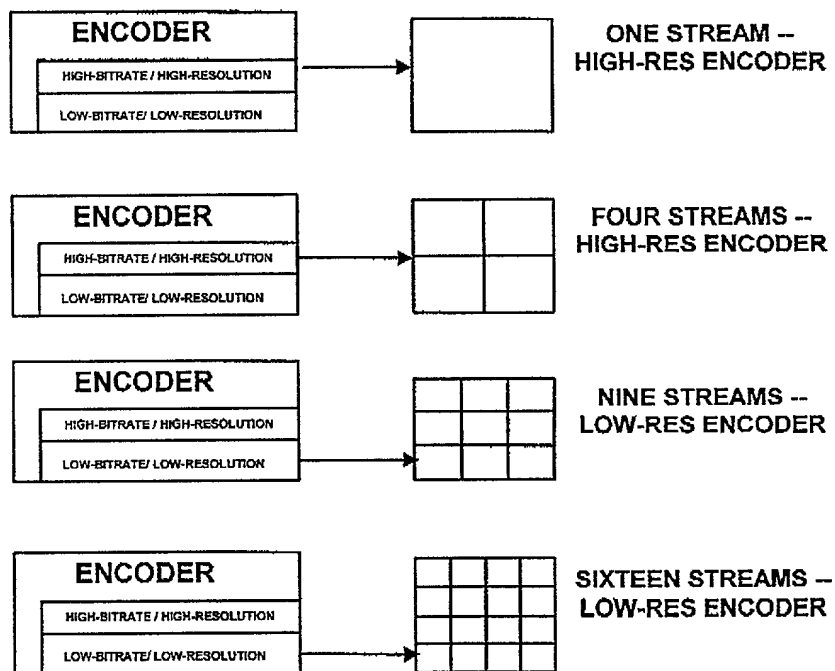 ENCODER
HIGH-BITRATE / HIGH-RESOLUTION
LOW-BITRATE/ LOW-RESOLUTION
ONE STREAM --
HIGH-RES ENCODER
ENCODER
HIGH-BITRATE / HIGH-RESOLUTION
LOW-BITRATE/ LOW-RESOLUTION
FOUR STREAMS --
HIGH-RES ENCODER
ENCODER
HIGH-BITRATE / HIGH-RESOLUTION
LOW-BITRATE/ LOW-RESOLUTION
NINE STREAMS --
LOW-RES ENCODER
ENCODER
HIGH-BITRATE / HIGH-RESOLUTION
LOW-BITRATE/ LOW-RESOLUTION
SIXTEEN STREAMS --
LOW-RES ENCODER